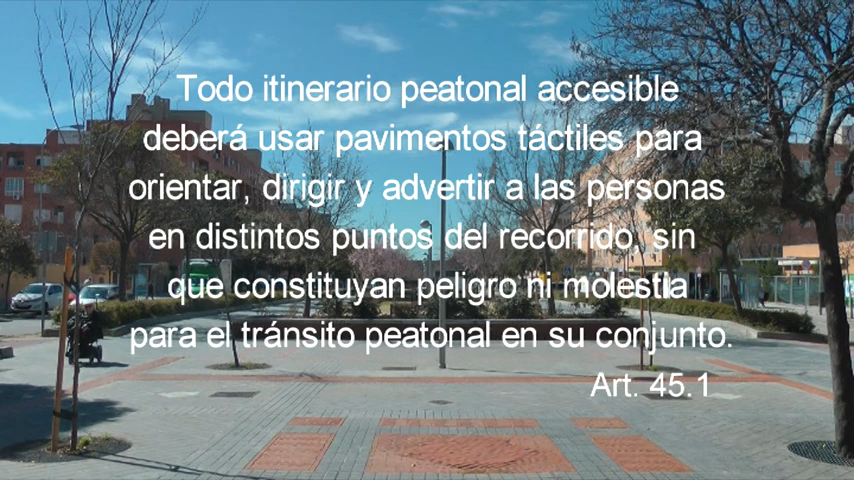 Todo itinerario peatonal accesible
deberá usar pavimentos táctiles para
orientar, dirigir y advertir a las personas
en distintos puntos del recorrido, sin
que constituyan peligro ni molestia
para el tránsito peatonal en su conjunto.
Art. 45.1